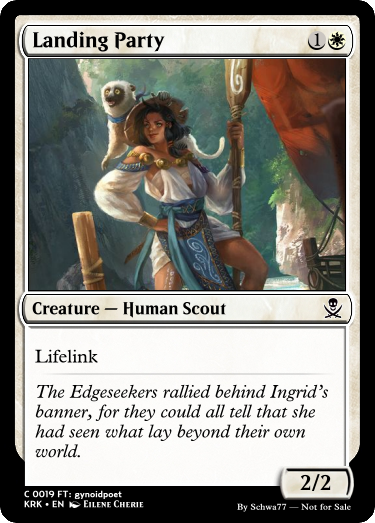 Landing Party 1
Creature — Human Scout
Lifelink
The Edgeseekers rallied behind Ingrid's
banner, for they could all tell that she
had seen what lay beyond their own
world.
2/2
C 0019 FT: gynoidpoet
KRK • EN EILENE CHERIE
By Schwa77 — Not for Sale